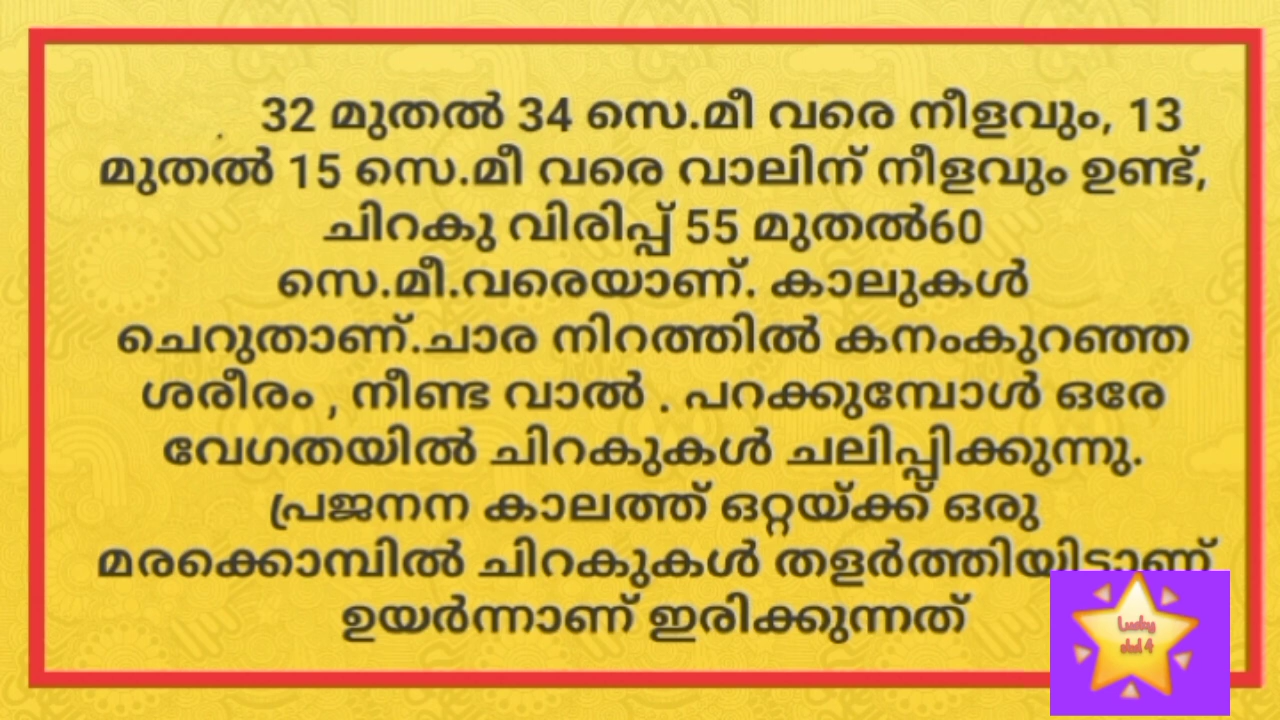 32 മുതൽ 34 സെ.മീ വരെ നീളവും, 13
മുതൽ 15 സെ.മീ വരെ വാലിന് നീളവും ഉണ്ട്,
ചിറകു വിരിപ്പ് 55 മുതൽ60
സെ.മീ.വരെയാണ്. കാലുകൾ
ചെറുതാണ്.ചാര നിറത്തിൽ കനംകുറഞ്ഞ
ശരീരം , നീണ്ട വാൽ . പറക്കുമ്പോൾ ഒരേ
വേഗതയിൽ ചിറകുകൾ ചലിപ്പിക്കുന്നു.
പ്രജനന കാലത്ത് ഒറ്റയ്ക്ക് ഒരു
മരക്കൊമ്പിൽ ചിറകുകൾ തളർത്തിയിട്ടാണ്
ഉയർന്നാണ് ഇരിക്കുന്നത്
Lucky